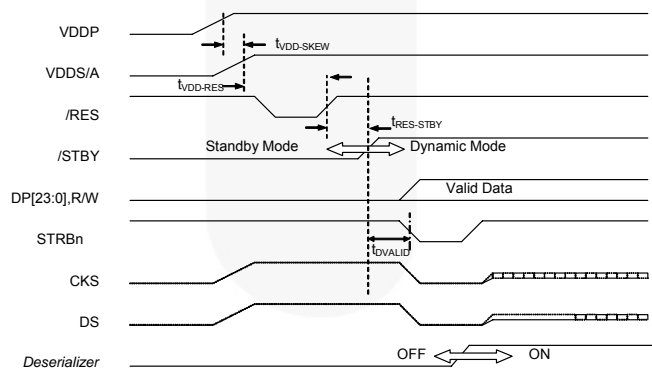 VDDP
tVDD-SKEW
VDDS/A
tVDD-RES
/RES
tRES-STBY
Standby Mode
Dynamic Mode
/STBY
Valid Data
DP[23:0],R/W
STRBn
tDVALID
CKS
DS
OFF
ON
Deserializer